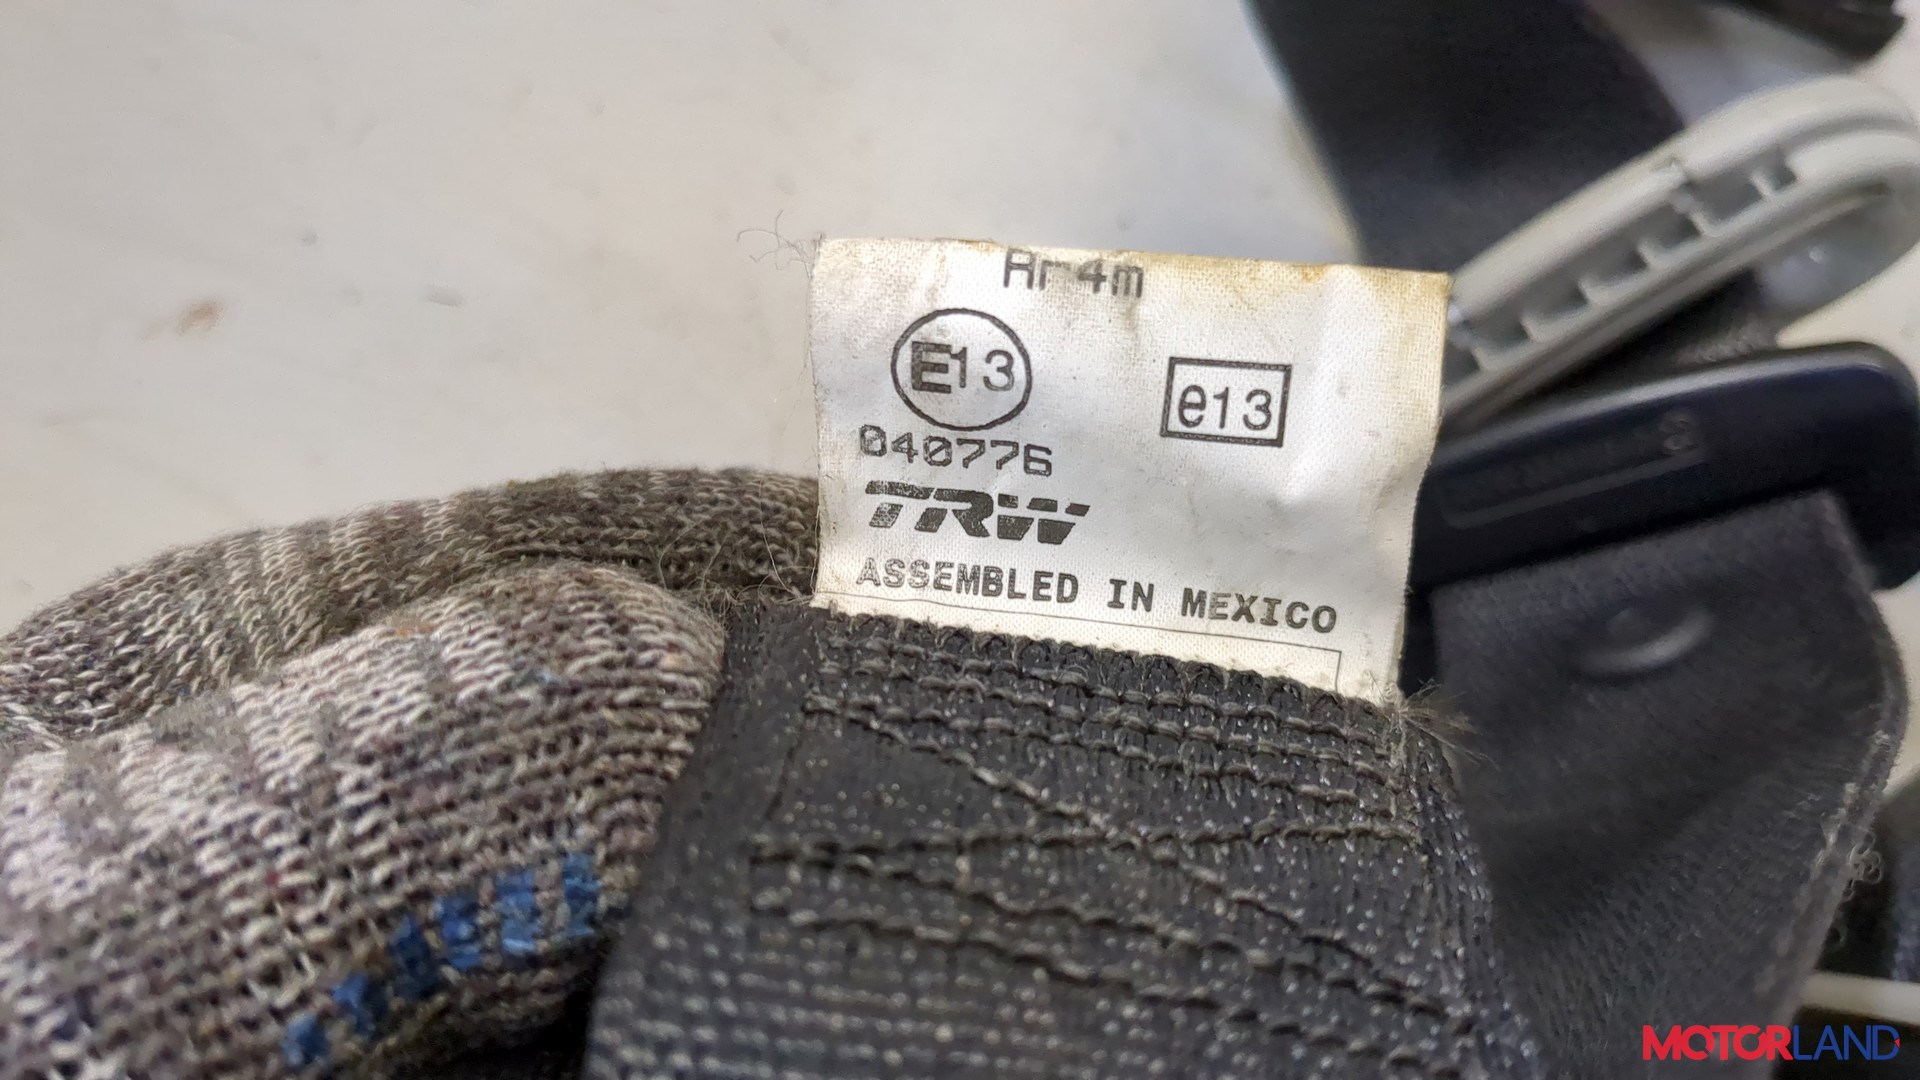 Ar4m
E13
e13
040776
TRW
ASSEMBLED IN MEXICO
MOTORLAND